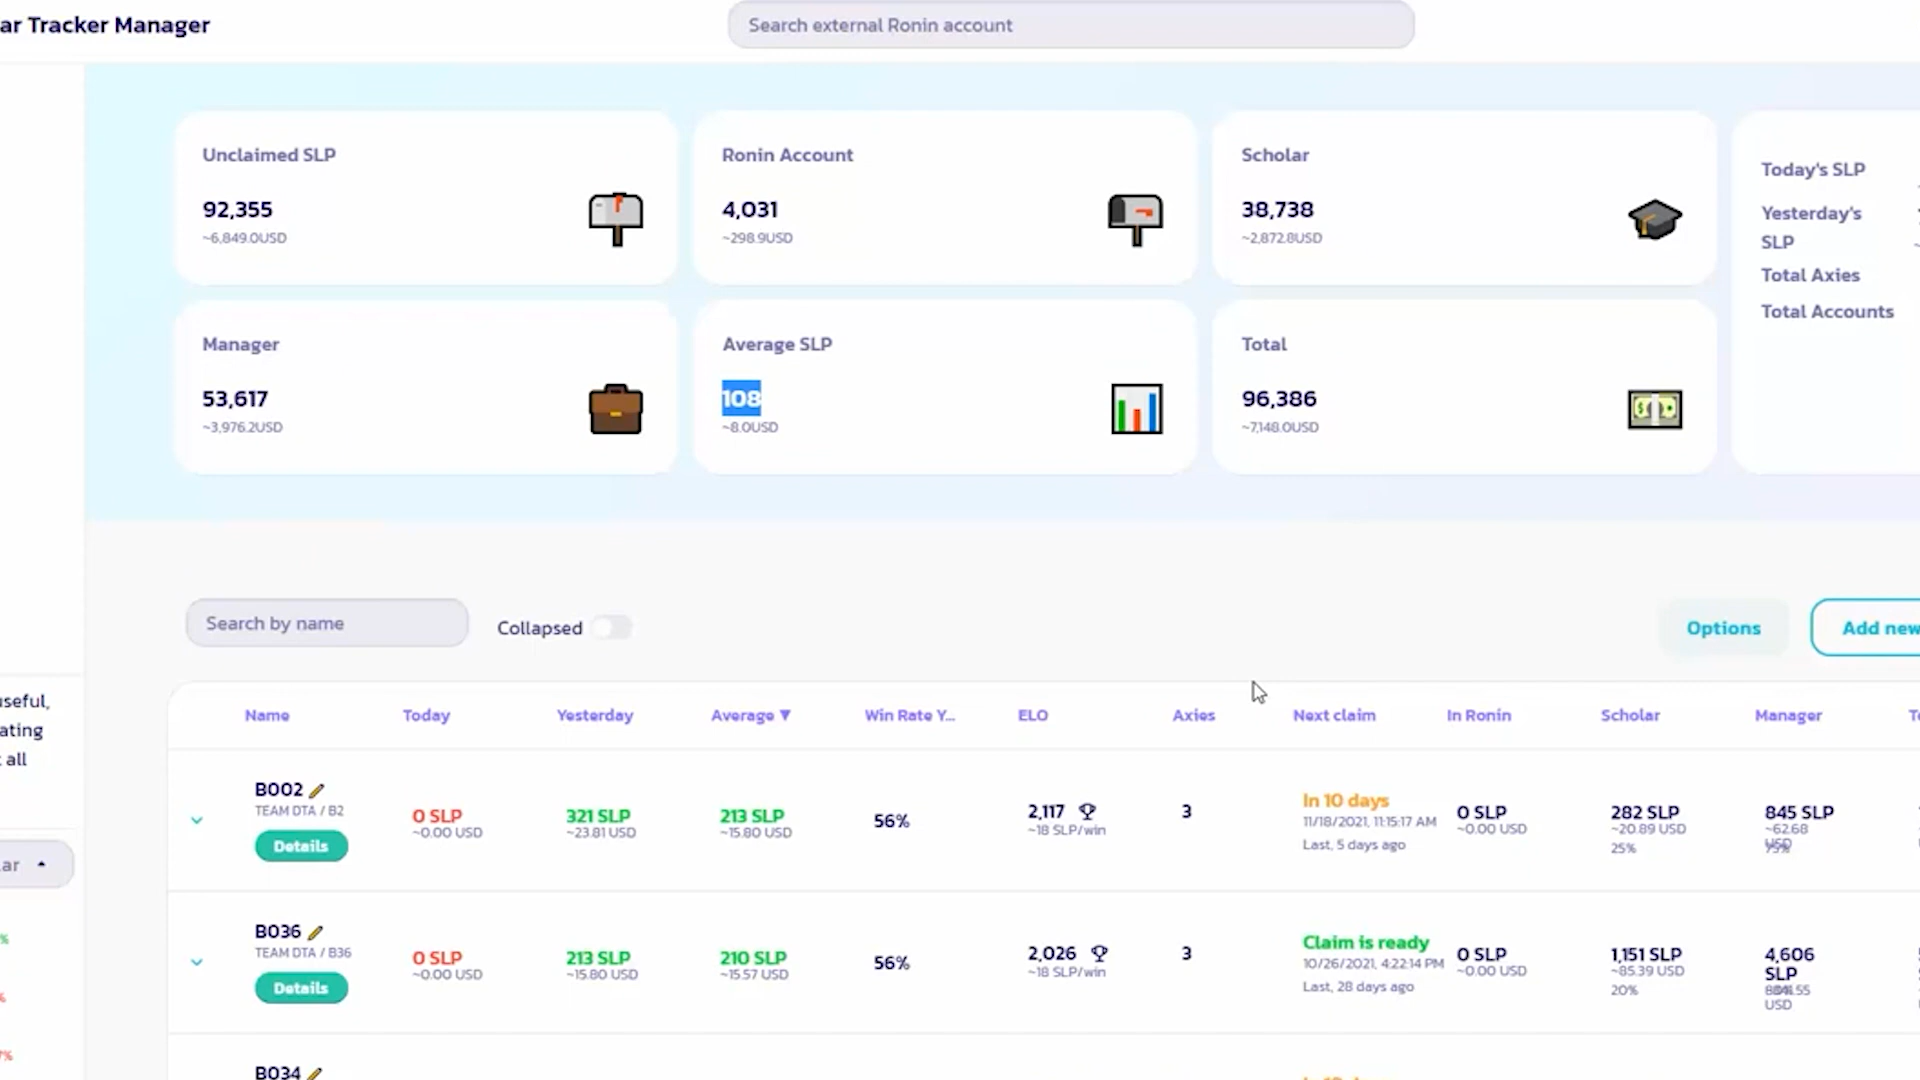 ar Tracker Manager
Search external Ronin account
Unclaimed SLP
92,355
~6,849.0USD
Ronin Account
4,031
~298.9USD
Scholar
38,738
~2,872.8USD
Today's SLP
Yesterday's
SLP
Total Axies
Total Accounts
Manager
53,617
~3,976.2USD
Average SLP
108
~8.0USD
Total
96,386
~7,148.0USD
Search by name
Collapsed
Options
Add new
useful,
ating
all
ar
Name Today Yesterday Average ▼ Win Rate Y... ELO Axies Next claim In Ronin Scholar Manager
B002
TEAM DTA / B2
Details
0 SLP
~0.00 USD
321 SLP
~23.81 USD
213 SLP
~15.80 USD
56%
2,117
~18 SLP/win
3
In 10 days
11/18/2021, 11:15:17 AM
Last, 5 days ago
0 SLP
~0.00 USD
282 SLP
~20.89 USD
25%
845 SLP
~62.68
USD
75%
B036
TEAM DTA / B36
Details
0 SLP
~0.00 USD
213 SLP
~15.80 USD
210 SLP
~15.57 USD
56%
2,026
~18 SLP/win
3
Claim is ready
10/26/2021, 4:22:14 PM
Last, 28 days ago
0 SLP
~0.00 USD
1,151 SLP
~85.39 USD
20%
4,606
SLP
USD
B034